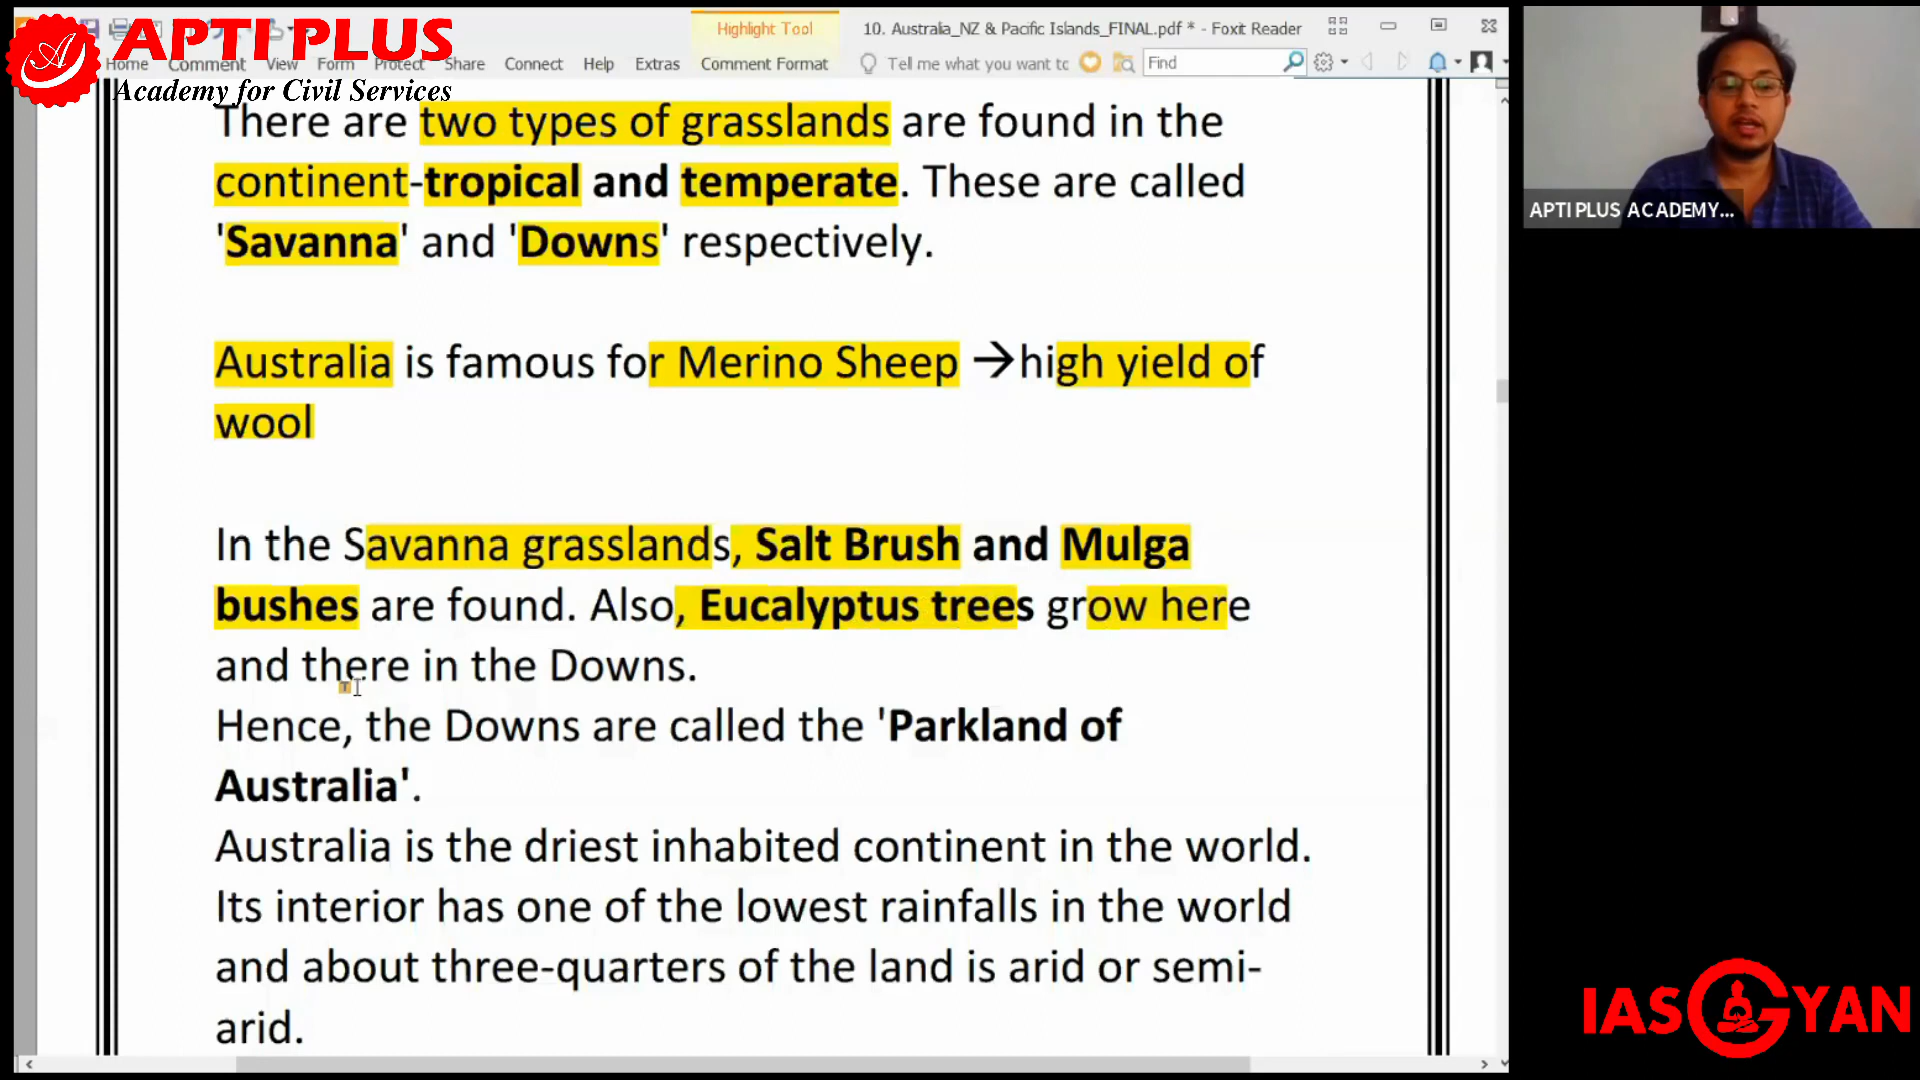 Highlight Tool
10. Australia_NZ & Pacific Islands_FINAL.pdf * - Foxit Reader
APTI PLUS
Academy for Civil Services
Home Comment View Form Protect Share Connect Help Extras Comment Format Tell me what you want to Find
There are two types of grasslands are found in the
continent-tropical and temperate. These are called
'Savanna' and 'Downs' respectively.
Australia is famous for Merino Sheep →high yield of
wool
In the Savanna grasslands, Salt Brush and Mulga
bushes are found. Also, Eucalyptus trees grow here
and there in the Downs.
Hence, the Downs are called the 'Parkland of
Australia'.
Australia is the driest inhabited continent in the world.
Its interior has one of the lowest rainfalls in the world
and about three-quarters of the land is arid or semi-
arid.
APTI PLUS ACADEMY...
IAS GYAN